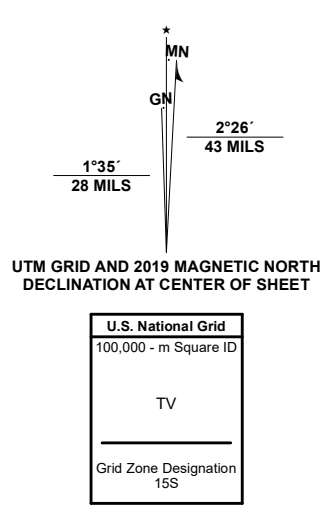 ★
MN
GN
2°26´
43 MILS
1°35´
28 MILS
UTM GRID AND 2019 MAGNETIC NORTH
DECLINATION AT CENTER OF SHEET
U.S. National Grid
100,000 - m Square ID
TV
Grid Zone Designation
15S